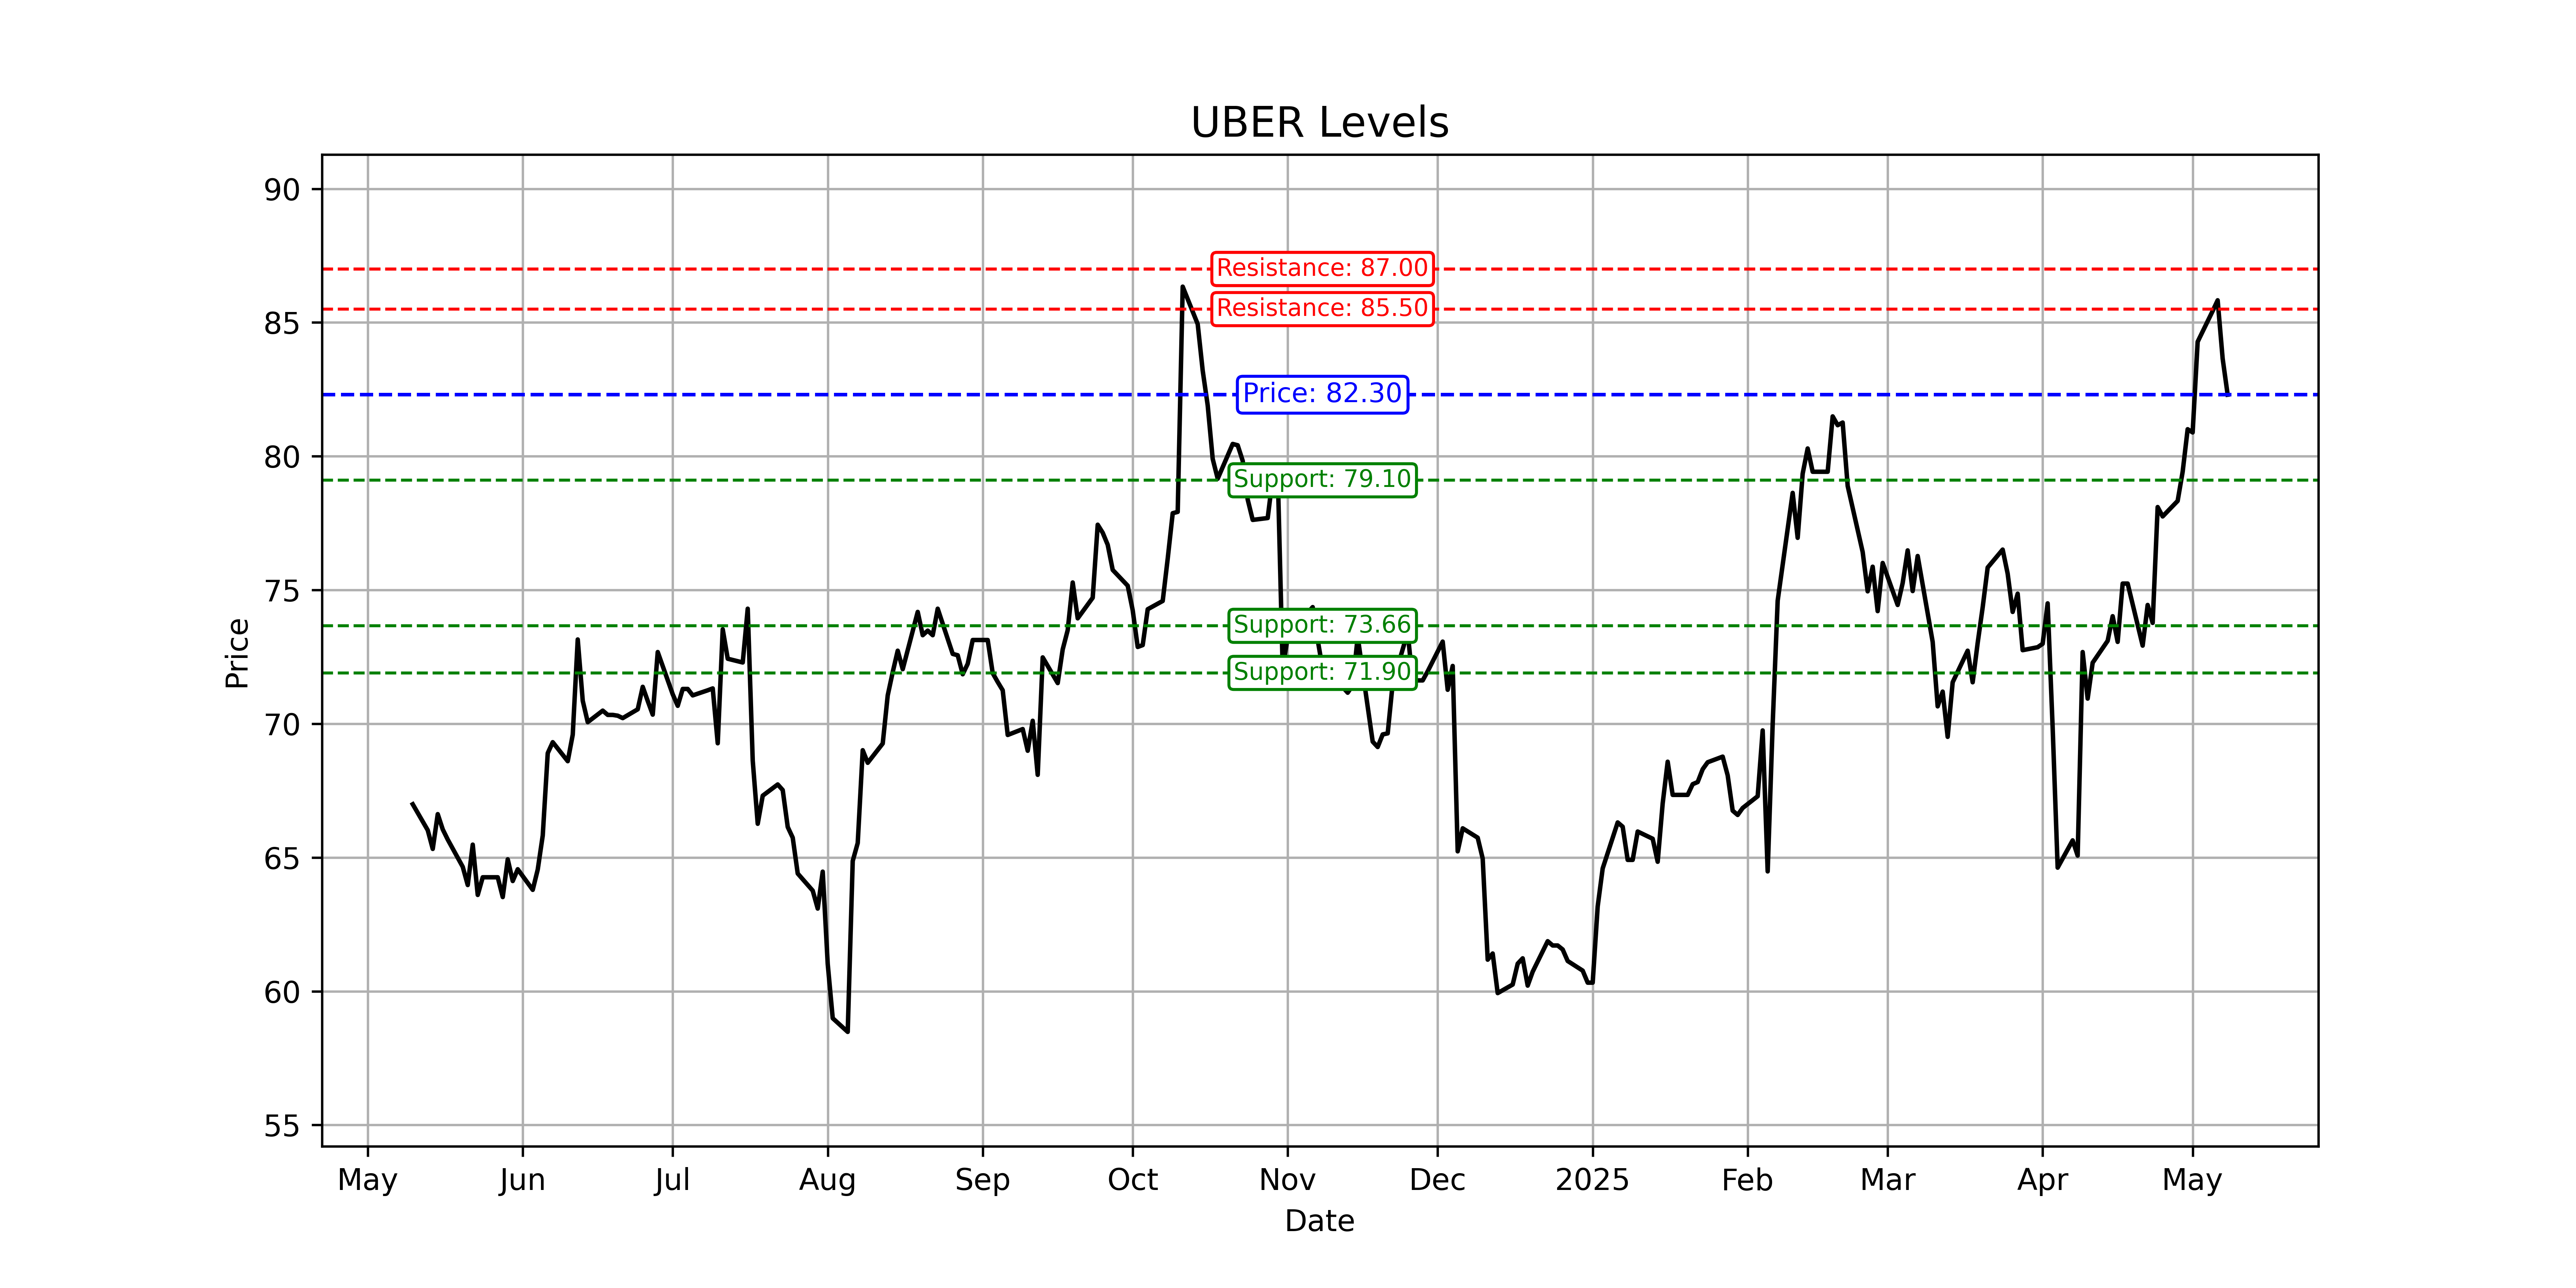 UBER Levels
90
85
80
75
70
65
60
55
Price
Resistance: 87.00
Resistance: 85.50
Price: 82.30
Support: 79.10
Support: 73.66
Support: 71.90
May Jun Jul Aug Sep Oct Nov Dec 2025 Feb Mar Apr May
Date